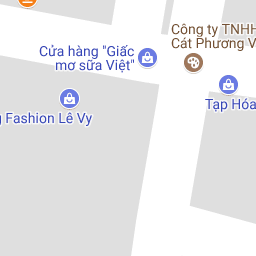 Công ty TNHH
Cát Phương V
Cửa hàng "Giấc
mơ sữa Việt"
Tạp Hóa
g Fashion Lê Vy